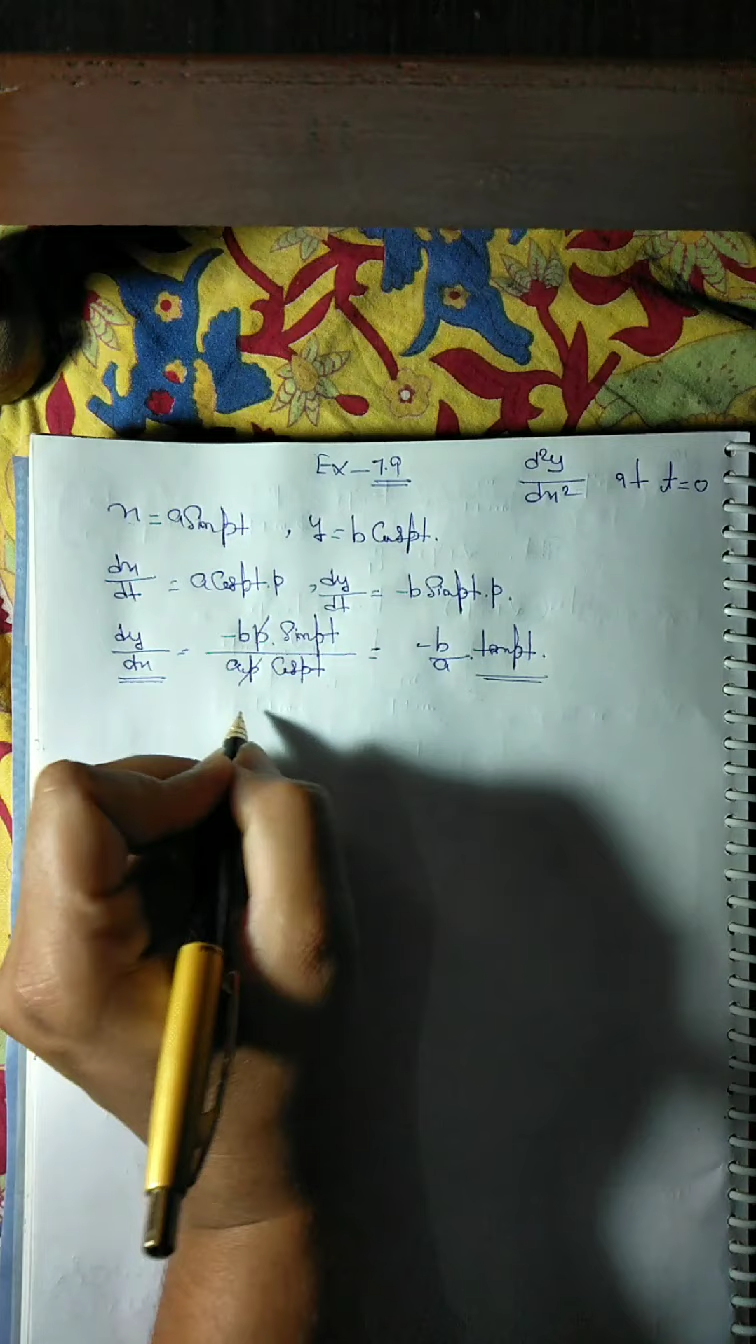 Ex - 7.9
d²y/dx² at t=0
x = a Sin pt , y = b Cos pt.
dx/dt = a Cos pt . p , dy/dt = -b Sin pt . p.
dy/dx = -bp . Sin pt / ap Cos pt = -b/a . tan pt.